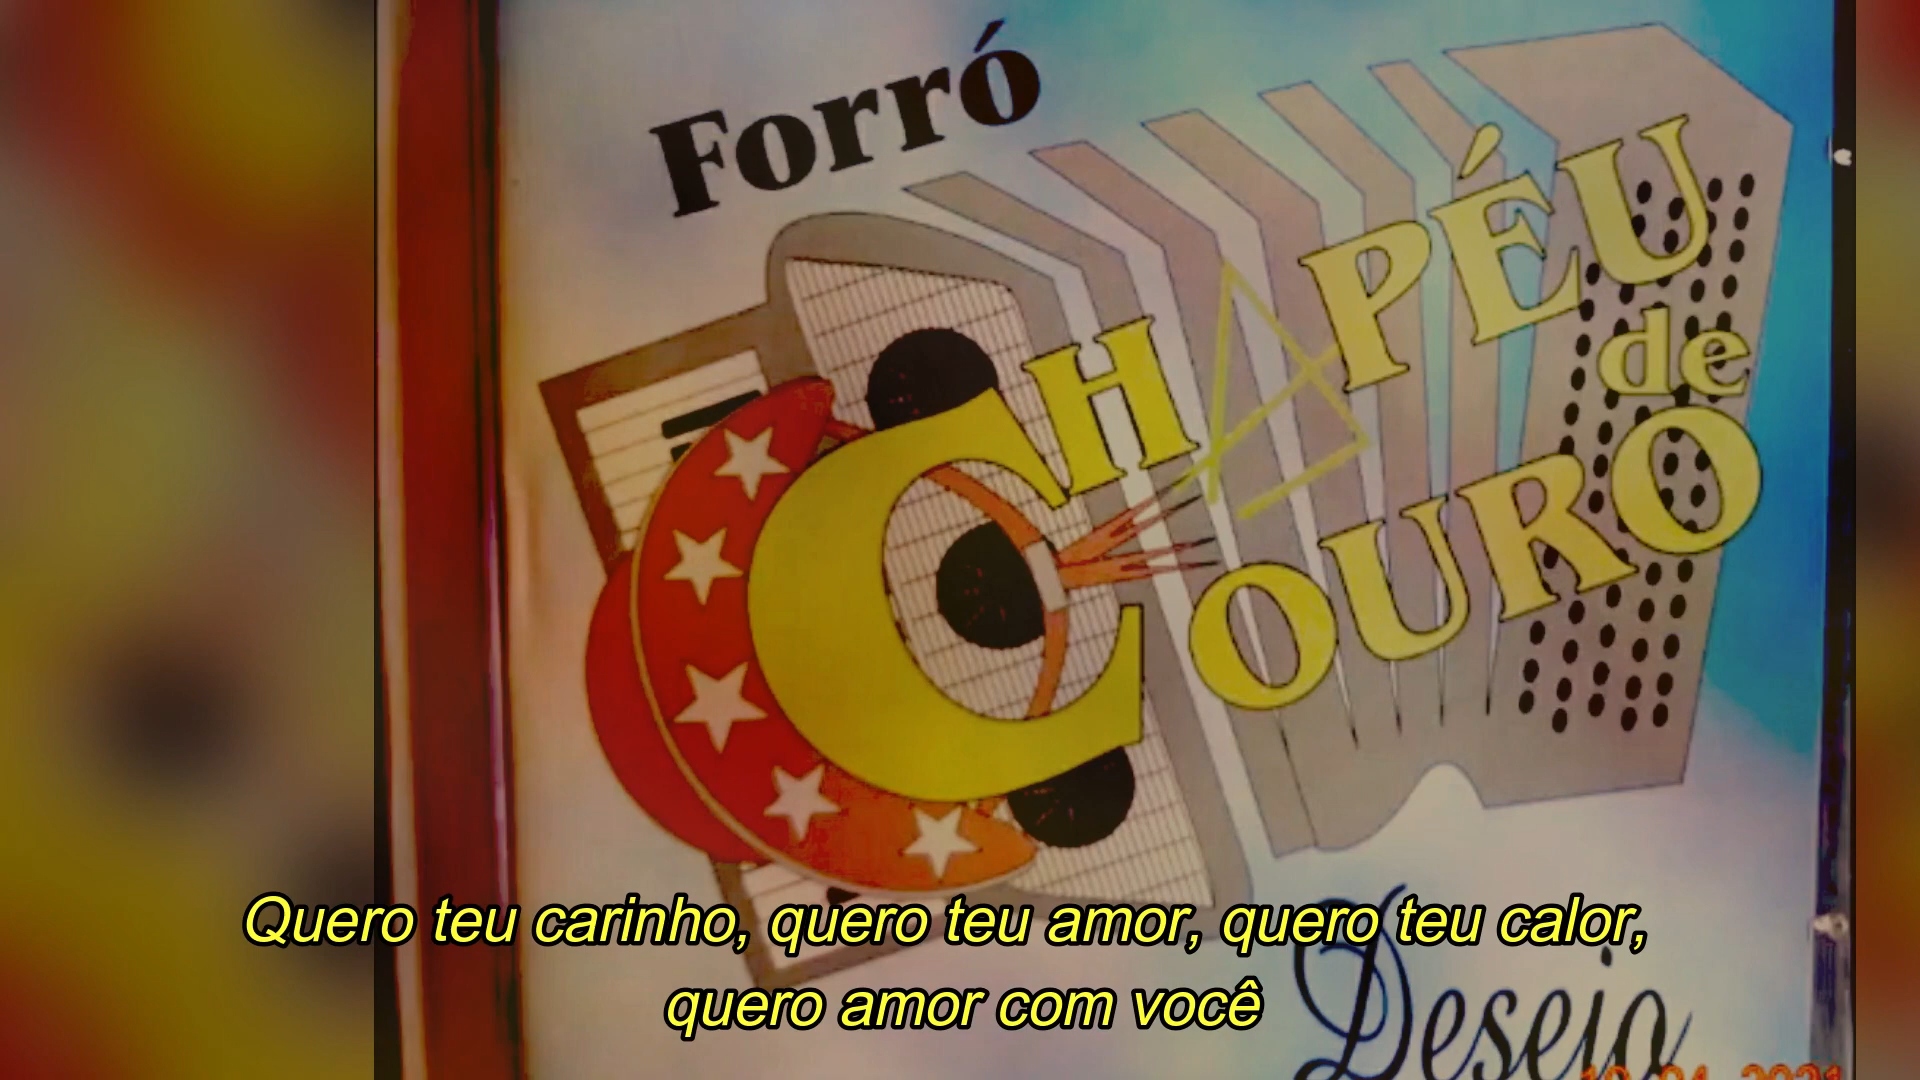 Forró
CHAPÉU
de
COURO
Quero teu carinho, quero teu amor, quero teu calor,
quero amor com você
Desejo